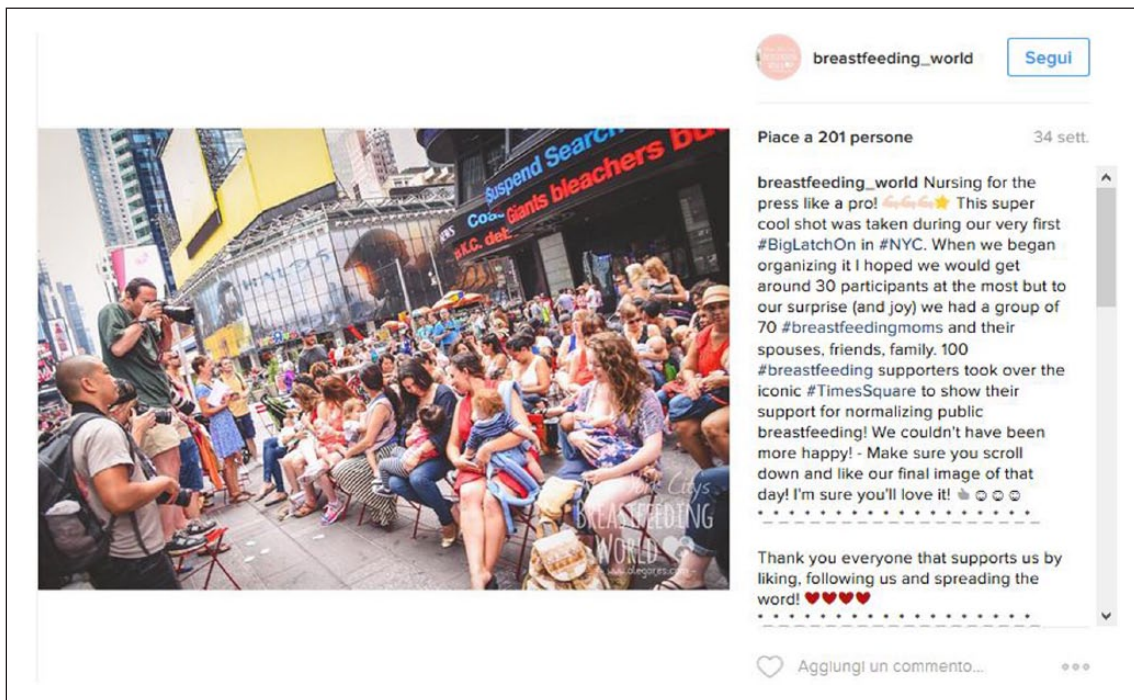 breastfeeding_world
Segui
Piace a 201 persone
34 sett.
breastfeeding_world Nursing for the
press like a pro! 💪🏻💪🏻💪🏻⭐ This super
cool shot was taken during our very first
#BigLatchOn in #NYC. When we began
organizing it I hoped we would get
around 30 participants at the most but to
our surprise (and joy) we had a group of
70 #breastfeedingmoms and their
spouses, friends, family. 100
#breastfeeding supporters took over the
iconic #TimesSquare to show their
support for normalizing public
breastfeeding! We couldn't have been
more happy! - Make sure you scroll
down and like our final image of that
day! I'm sure you'll love it! 👍☺☺☺
Thank you everyone that supports us by
liking, following us and spreading the
word! ♥♥♥♥
Aggiungi un commento...
Suspend Search
Giants bleachers
K.C.
York Citys
BREASTFEEDING
WORLD